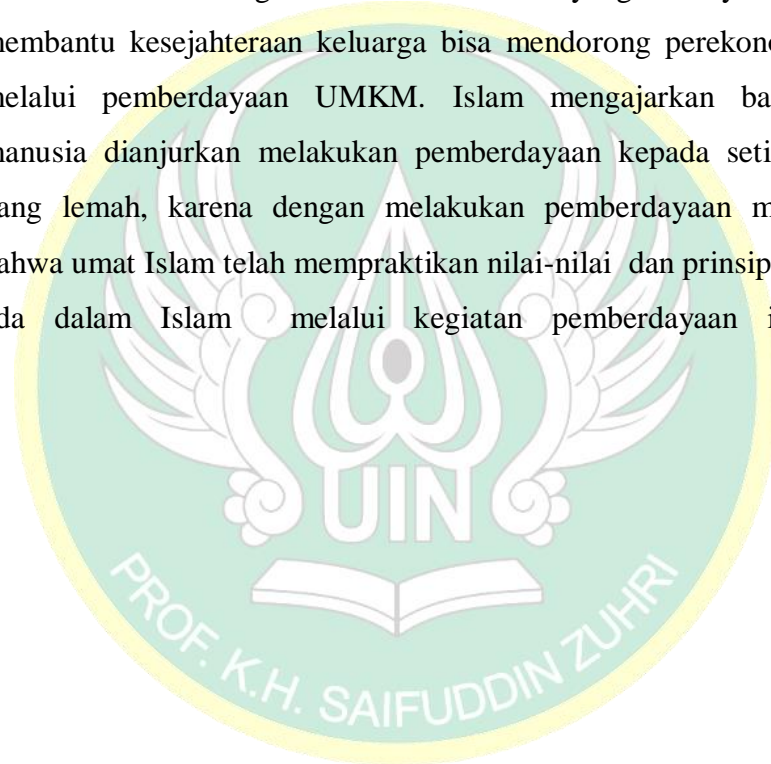 yang
membantu kesejahteraan keluarga bisa mendorong perekono
melalui pemberdayaan UMKM. Islam mengajarkan ba
manusia dianjurkan melakukan pemberdayaan kepada seti
yang lemah, karena dengan melakukan pemberdayaan m
bahwa umat Islam telah mempraktikan nilai-nilai dan prinsip
ada dalam Islam melalui kegiatan pemberdayaan i
UIN
PROF. K.H. SAIFUDDIN ZUHRI